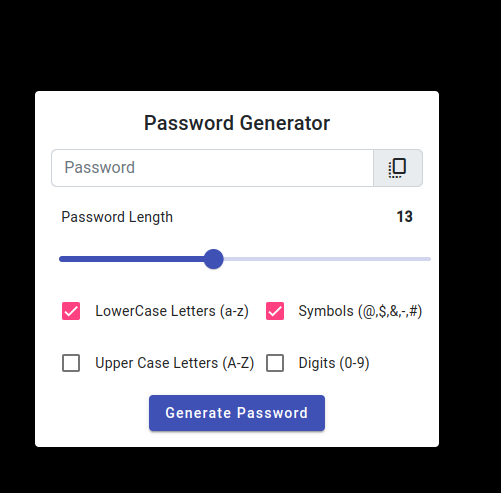 Password Generator
Password
Password Length 13
LowerCase Letters (a-z) Symbols (@,$,&,-,#)
Upper Case Letters (A-Z) Digits (0-9)
Generate Password